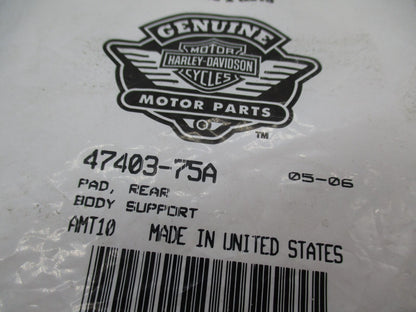 GENUINE
MOTOR
HARLEY-DAVIDSON
CYCLES
MOTOR PARTS
TM
47403-75A 05-06
PAD, REAR
BODY SUPPORT
AMT10 MADE IN UNITED STATES